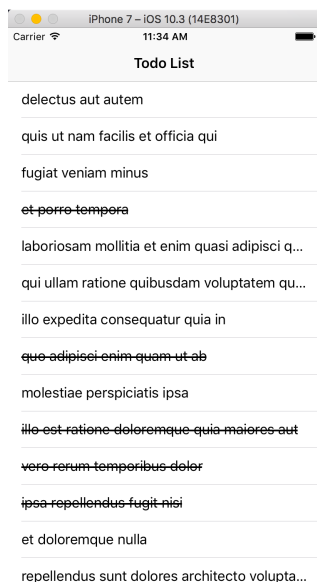 iPhone 7 – iOS 10.3 (14E8301)
Carrier 11:34 AM
Todo List
delectus aut autem
quis ut nam facilis et officia qui
fugiat veniam minus
et porro tempora
laboriosam mollitia et enim quasi adipisci q...
qui ullam ratione quibusdam voluptatem qu...
illo expedita consequatur quia in
quo adipisci enim quam ut ab
molestiae perspiciatis ipsa
illo est ratione doloremque quia maiores aut
vero rerum temporibus dolor
ipsa repellendus fugit nisi
et doloremque nulla
repellendus sunt dolores architecto volupta...